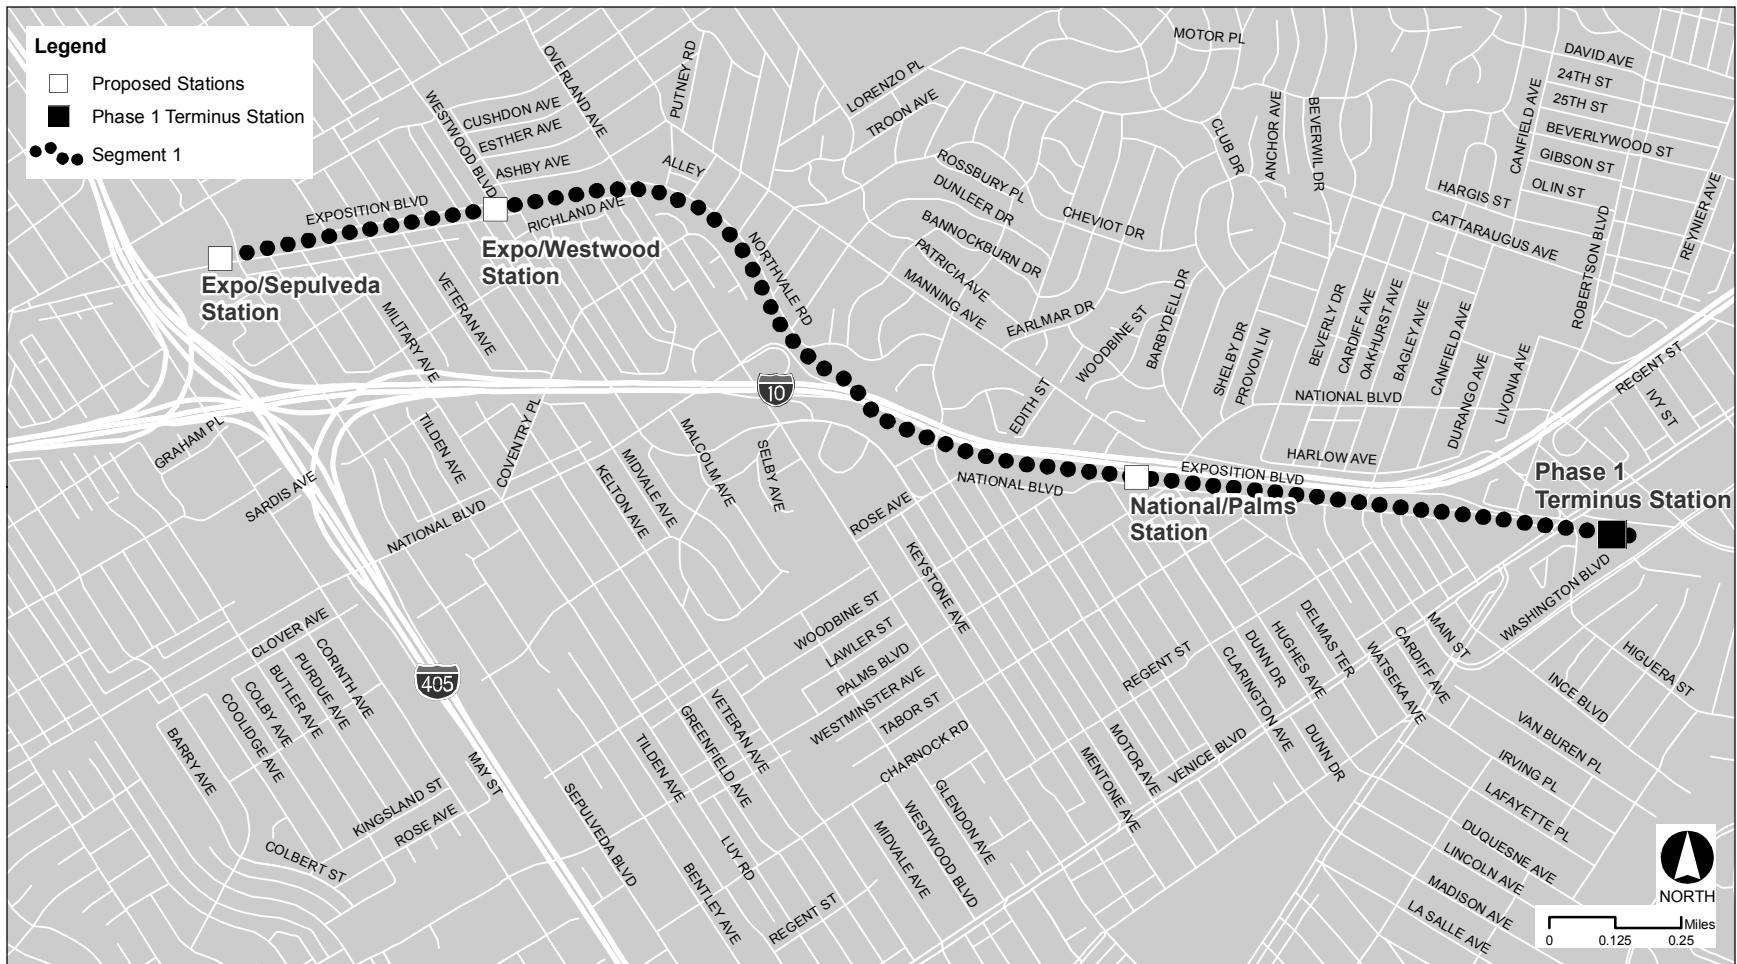 Legend
Proposed Stations
Phase 1 Terminus Station
Segment 1
MOTOR PL
DAVID AVE
24TH ST
25TH ST
BEVERLYWOOD ST
GIBSON ST
OLIN ST
CANFIELD AVE
HARGIS ST
CATTARAUGUS AVE
ROBERTSON BLVD
REYNIER AVE
OVERLAND AVE
PUTNEY RD
LORENZO PL
TROON AVE
WESTWOOD BLVD
CUSHDON AVE
ESTHER AVE
ASHBY AVE
ALLEY
CLUB DR
ANCHOR AVE
BEVERWIL DR
ROSSBURY PL
DUNLEER DR
CHEVIOT DR
BANNOCKBURN DR
PATRICIA AVE
MANNING AVE
EXPOSITION BLVD
RICHLAND AVE
NORTHVALE RD
Expo/Westwood
Station
Expo/Sepulveda
Station
VETERAN AVE
MILITARY AVE
EARLMAR DR
WOODBINE ST
BARBYDELL DR
SHELBY DR
PROVON LN
BEVERLY DR
CARDIFF AVE
OAKHURST AVE
BAGLEY AVE
CANFIELD AVE
DURANGO AVE
LIVONIA AVE
NATIONAL BLVD
REGENT ST
IVY ST
10
EDITH ST
HARLOW AVE
GRAHAM PL
SARDIS AVE
TILDEN AVE
COVENTRY PL
NATIONAL BLVD
KELTON AVE
MIDVALE AVE
MALCOLM AVE
SELBY AVE
ROSE AVE
NATIONAL BLVD
EXPOSITION BLVD
National/Palms
Station
Phase 1
Terminus Station
WASHINGTON BLVD
KEYSTONE AVE
WOODBINE ST
LAWLER ST
PALMS BLVD
WESTMINSTER AVE
TABOR ST
CHARNOCK RD
REGENT ST
DELMAS TER
HUGHES AVE
DUNN DR
CLARINGTON AVE
WATSEKA AVE
CARDIFF AVE
MAIN ST
HIGUERA ST
INCE BLVD
VAN BUREN PL
IRVING PL
LAFAYETTE PL
DUQUESNE AVE
LINCOLN AVE
MADISON AVE
LA SALLE AVE
DUNN DR
VENICE BLVD
MOTOR AVE
MENTONE AVE
CLOVER AVE
CORINTH AVE
PURDUE AVE
BUTLER AVE
COLBY AVE
COOLIDGE AVE
BARRY AVE
405
MAY ST
KINGSLAND ST
ROSE AVE
COLBERT ST
SEPULVEDA BLVD
TILDEN AVE
GREENFIELD AVE
VETERAN AVE
LUY RD
BENTLEY AVE
REGENT ST
MIDVALE AVE
WESTWOOD BLVD
GLENDON AVE
NORTH
Miles
0 0.125 0.25